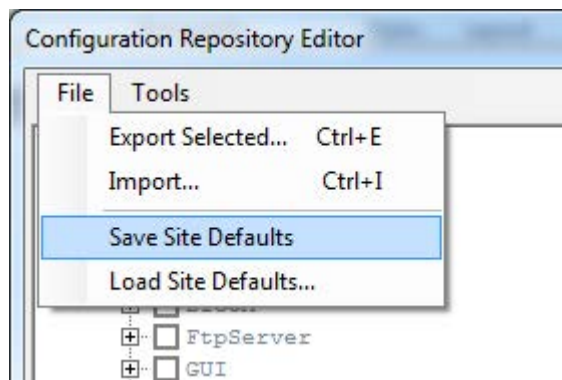 Configuration Repository Editor
File Tools
Export Selected... Ctrl+E
Import... Ctrl+I
Save Site Defaults
Load Site Defaults...
FtpServer
GUI